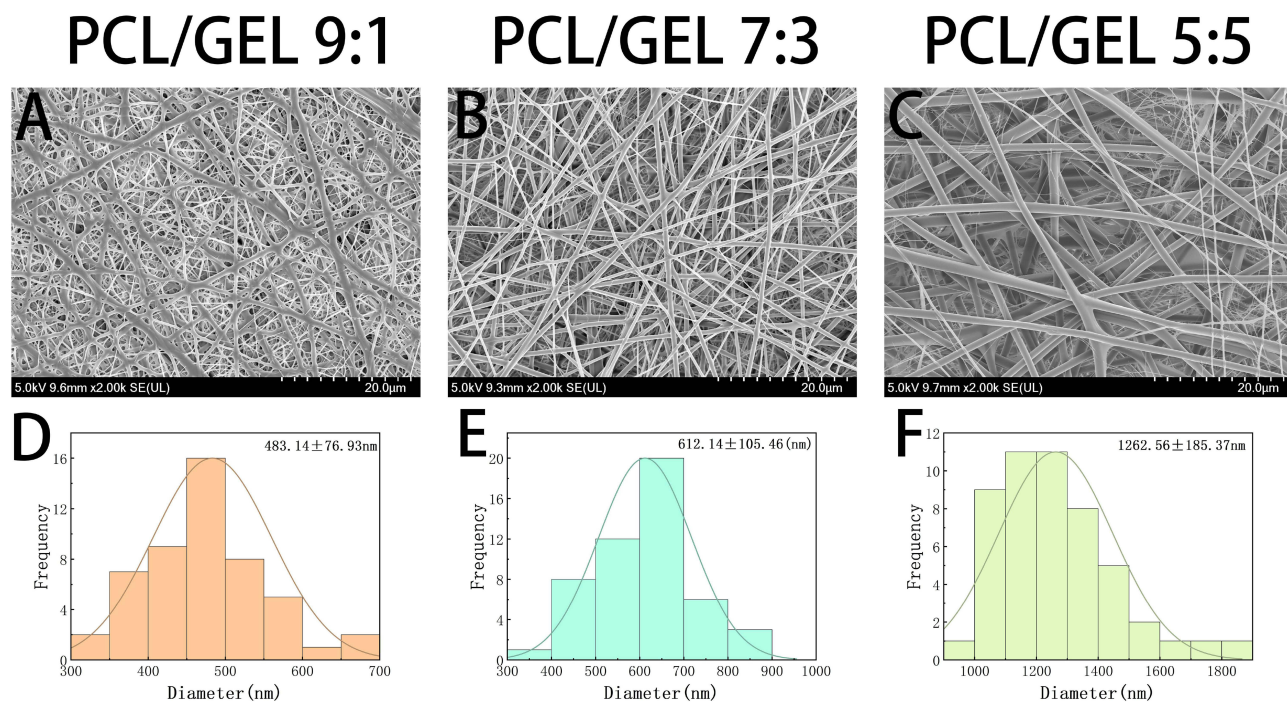 PCL/GEL 9:1
PCL/GEL 7:3
PCL/GEL 5:5
A
B
C
5.0kV 9.6mm x2.00k SE(UL)
20.0μm
5.0kV 9.3mm x2.00k SE(UL)
20.0μm
5.0kV 9.7mm x2.00k SE(UL)
20.0μm
D
483.14±76.93nm
16
12
8
4
0
Frequency
300 400 500 600 700
Diameter(nm)
E
612.14±105.46(nm)
20
16
12
8
4
0
Frequency
300 400 500 600 700 800 900 1000
Diameter(nm)
F
1262.56±185.37nm
12
10
8
6
4
2
0
Frequency
1000 1200 1400 1600 1800
Diameter(nm)